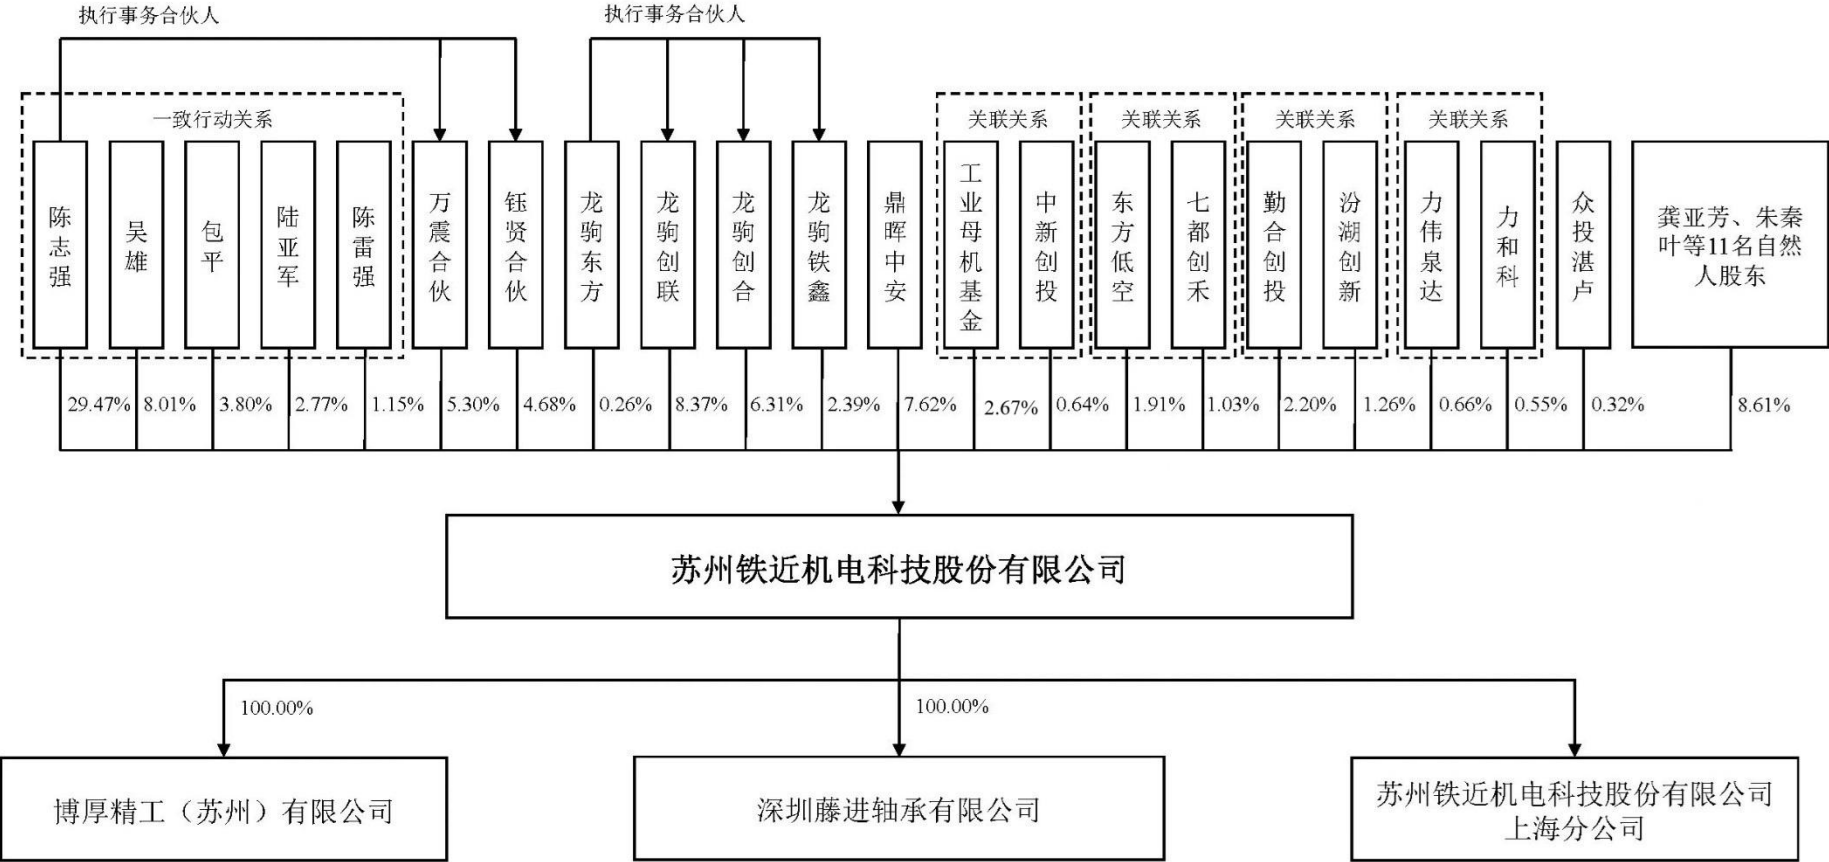 执行事务合伙人
执行事务合伙人
一致行动关系
关联关系
关联关系
关联关系
关联关系
陈志强
吴雄
包平
陆亚军
陈雷强
万震合伙
钰贤合伙
龙驹东方
龙驹创联
龙驹创合
龙驹铁鑫
鼎晖中安
工业母机基金
中新创投
东方低空
七都创禾
勤合创投
汾湖创新
力伟泉达
力和科
众投湛卢
龚亚芳、朱秦
叶等11名自然
人股东
29.47%
8.01%
3.80%
2.77%
1.15%
5.30%
4.68%
0.26%
8.37%
6.31%
2.39%
7.62%
2.67%
0.64%
1.91%
1.03%
2.20%
1.26%
0.66%
0.55%
0.32%
8.61%
苏州铁近机电科技股份有限公司
100.00%
100.00%
博厚精工（苏州）有限公司
深圳藤进轴承有限公司
苏州铁近机电科技股份有限公司
上海分公司